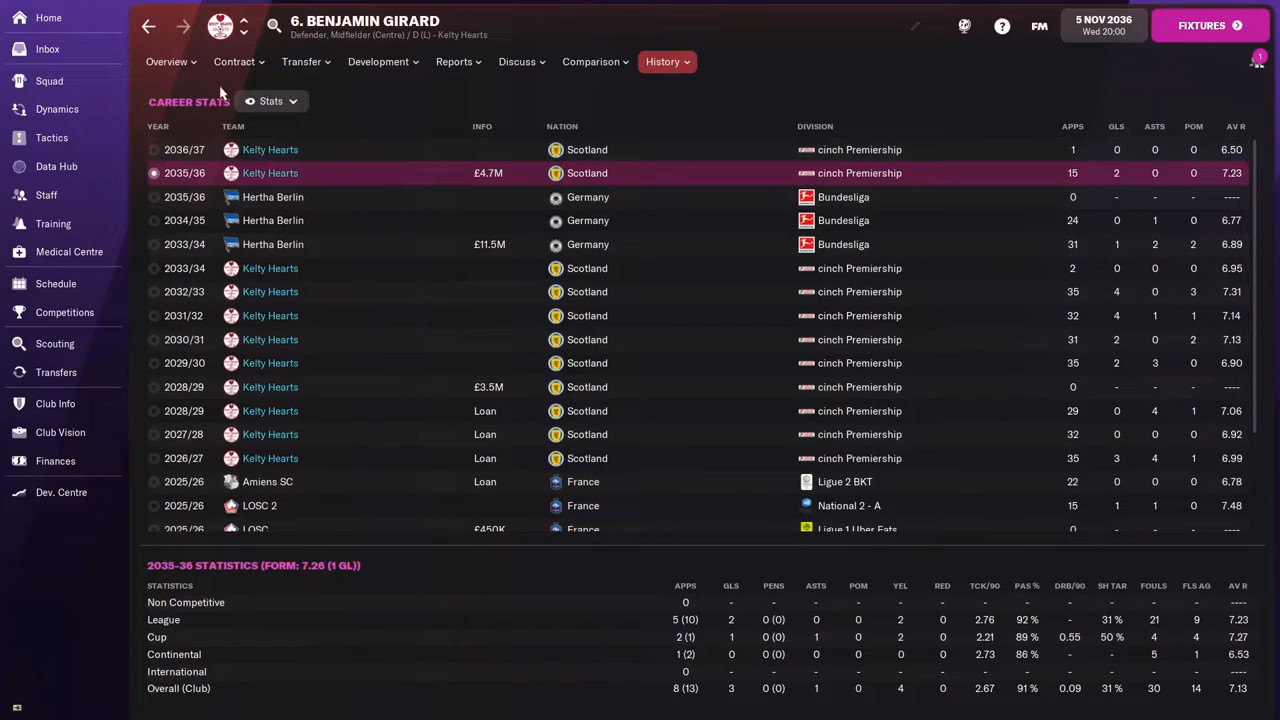 Home
6. BENJAMIN GIRARD
Defender, Midfielder (Centre) / D (L) - Kelty Hearts
FM
5 NOV 2036
Wed 20:00
FIXTURES
1
Inbox
Overview Contract Transfer Development Reports Discuss Comparison History
Squad
Dynamics
Tactics
Data Hub
Staff
Training
Medical Centre
Schedule
Competitions
Scouting
Transfers
Club Info
Club Vision
Finances
Dev. Centre
CAREER STATS Stats
YEAR TEAM INFO NATION DIVISION APPS GLS ASTS POM AV R
2036/37 Kelty Hearts Scotland cinch Premiership 1 0 0 0 6.50
2035/36 Kelty Hearts £4.7M Scotland cinch Premiership 15 2 0 0 7.23
2035/36 Hertha Berlin Germany Bundesliga 0 - - - ----
2034/35 Hertha Berlin Germany Bundesliga 24 - 1 - 6.77
2033/34 Hertha Berlin £11.5M Germany Bundesliga 31 1 2 2 6.89
2033/34 Kelty Hearts Scotland cinch Premiership 2 0 0 0 6.95
2032/33 Kelty Hearts Scotland cinch Premiership 35 4 0 3 7.31
2031/32 Kelty Hearts Scotland cinch Premiership 32 4 1 1 7.14
2030/31 Kelty Hearts Scotland cinch Premiership 31 2 0 2 7.13
2029/30 Kelty Hearts Scotland cinch Premiership 35 2 3 0 6.90
2028/29 Kelty Hearts £3.5M Scotland cinch Premiership 0 - - - ----
2028/29 Kelty Hearts Loan Scotland cinch Premiership 29 0 4 1 7.06
2027/28 Kelty Hearts Loan Scotland cinch Premiership 32 0 0 0 6.92
2026/27 Kelty Hearts Loan Scotland cinch Premiership 35 3 4 1 6.99
2025/26 Amiens SC Loan France Ligue 2 BKT 22 0 0 0 6.78
2025/26 LOSC 2 France National 2 - A 15 1 1 0 7.48
2025/26 LOSC £450K France Ligue 1 Uber Eats 0 - - - ----
2035-36 STATISTICS (FORM: 7.26 (1 GL))
STATISTICS APPS GLS PENS ASTS POM YEL RED TCK/90 PAS % DRB/90 SH TAR FOULS FLS AG AV R
Non Competitive 0 - - - - - - - - - - - - ----
League 5 (10) 2 0 (0) 0 0 2 0 2.76 92 % - 31 % 21 9 7.23
Cup 2 (1) 1 0 (0) 1 0 2 0 2.21 89 % 0.55 50 % 4 4 7.27
Continental 1 (2) 0 0 (0) 0 0 0 0 2.73 86 % - - 5 1 6.53
International 0 - - - - - - - - - - - - ----
Overall (Club) 8 (13) 3 0 (0) 1 0 4 0 2.67 91 % 0.09 31 % 30 14 7.13